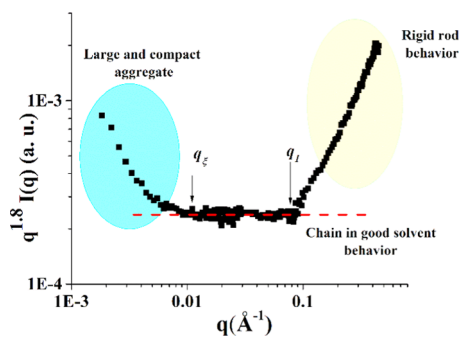 Large and compact
aggregate
Rigid rod
behavior
1E-3
q^1.8 I(q) (a. u.)
q_ξ
q_1
Chain in good solvent
behavior
1E-4
1E-3
0.01
0.1
q(Å^-1)